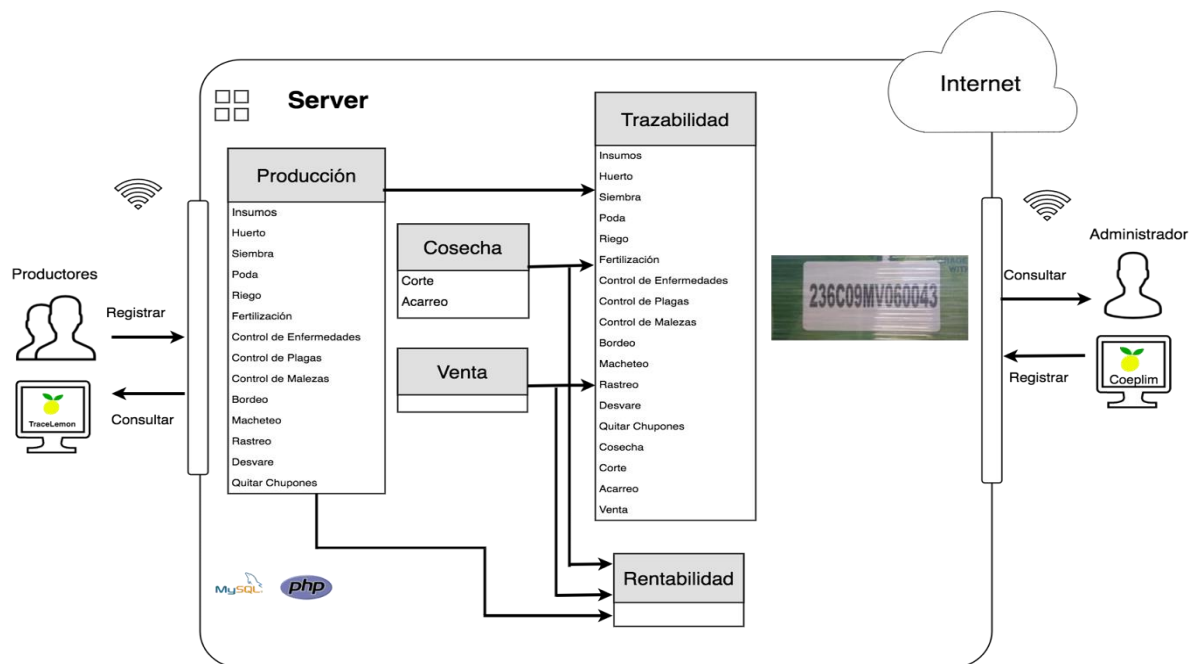 Internet
Server
Trazabilidad
Insumos
Huerto
Siembra
Poda
Riego
Fertilización
Control de Enfermedades
Control de Plagas
Control de Malezas
Bordeo
Macheteo
Rastreo
Desvare
Quitar Chupones
Cosecha
Corte
Acarreo
Venta
Producción
Insumos
Huerto
Siembra
Poda
Riego
Fertilización
Control de Enfermedades
Control de Plagas
Control de Malezas
Bordeo
Macheteo
Rastreo
Desvare
Quitar Chupones
Cosecha
Corte
Acarreo
Venta
Rentabilidad
Productores
Registrar
TraceLemon
Consultar
236C09MV060043
Administrador
Consultar
Registrar
Coeplim
MySQL
php